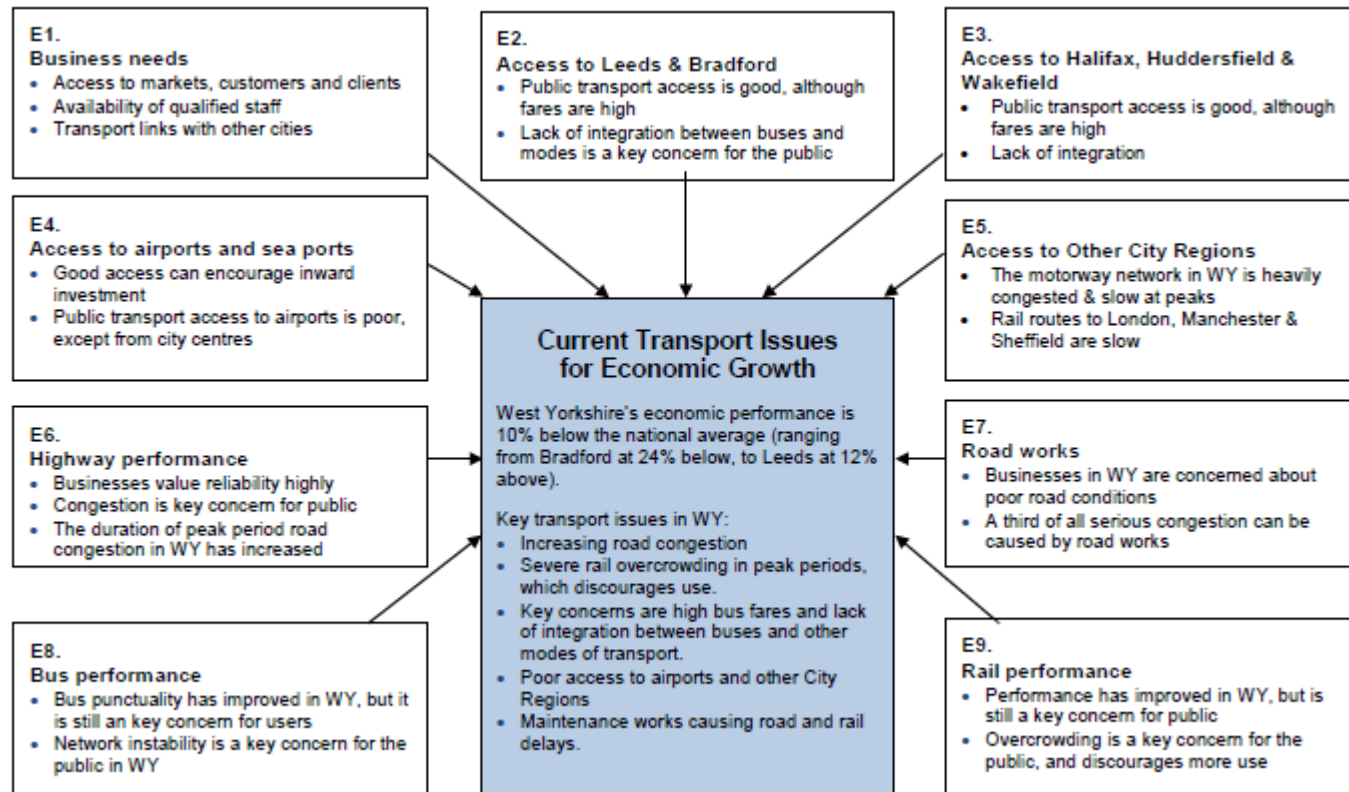 E1.
Business needs
• Access to markets, customers and clients
• Availability of qualified staff
• Transport links with other cities
E2.
Access to Leeds & Bradford
• Public transport access is good, although
fares are high
• Lack of integration between buses and
modes is a key concern for the public
E3.
Access to Halifax, Huddersfield &
Wakefield
• Public transport access is good, although
fares are high
• Lack of integration
E4.
Access to airports and sea ports
• Good access can encourage inward
investment
• Public transport access to airports is poor,
except from city centres
E5.
Access to Other City Regions
• The motorway network in WY is heavily
congested & slow at peaks
• Rail routes to London, Manchester &
Sheffield are slow
Current Transport Issues
for Economic Growth
West Yorkshire's economic performance is
10% below the national average (ranging
from Bradford at 24% below, to Leeds at 12%
above).
Key transport issues in WY:
• Increasing road congestion
• Severe rail overcrowding in peak periods,
which discourages use.
• Key concerns are high bus fares and lack
of integration between buses and other
modes of transport.
• Poor access to airports and other City
Regions
• Maintenance works causing road and rail
delays.
E6.
Highway performance
• Businesses value reliability highly
• Congestion is key concern for public
• The duration of peak period road
congestion in WY has increased
E7.
Road works
• Businesses in WY are concerned about
poor road conditions
• A third of all serious congestion can be
caused by road works
E8.
Bus performance
• Bus punctuality has improved in WY, but it
is still an key concern for users
• Network instability is a key concern for the
public in WY
E9.
Rail performance
• Performance has improved in WY, but is
still a key concern for public
• Overcrowding is a key concern for the
public, and discourages more use